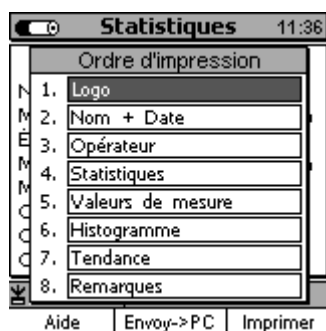 Statistiques 11:36
Ordre d'impression
1. Logo
2. Nom + Date
3. Opérateur
4. Statistiques
5. Valeurs de mesure
6. Histogramme
7. Tendance
8. Remarques
Aide Envoy->PC Imprimer